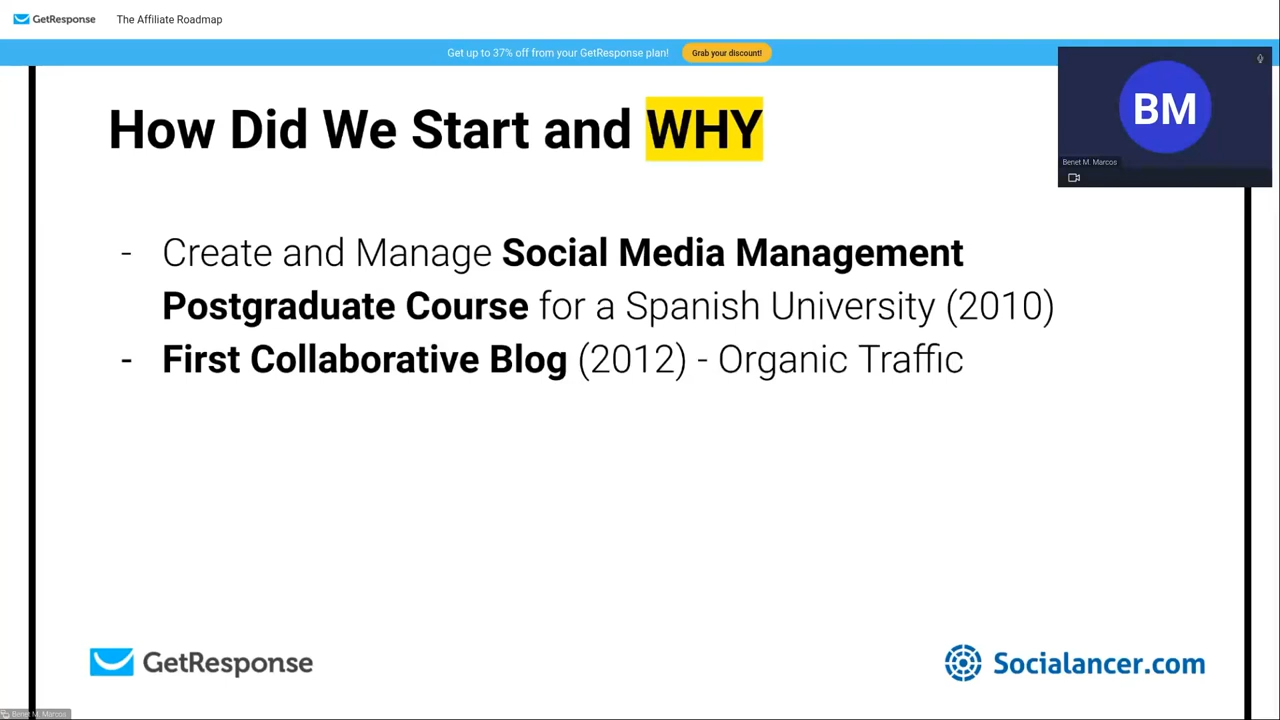 GetResponse The Affiliate Roadmap
Get up to 37% off from your GetResponse plan! Grab your discount!
BM
Benet M. Marcos
How Did We Start and WHY
- Create and Manage Social Media Management
Postgraduate Course for a Spanish University (2010)
- First Collaborative Blog (2012) - Organic Traffic
GetResponse Socialancer.com
Benet M. Marcos